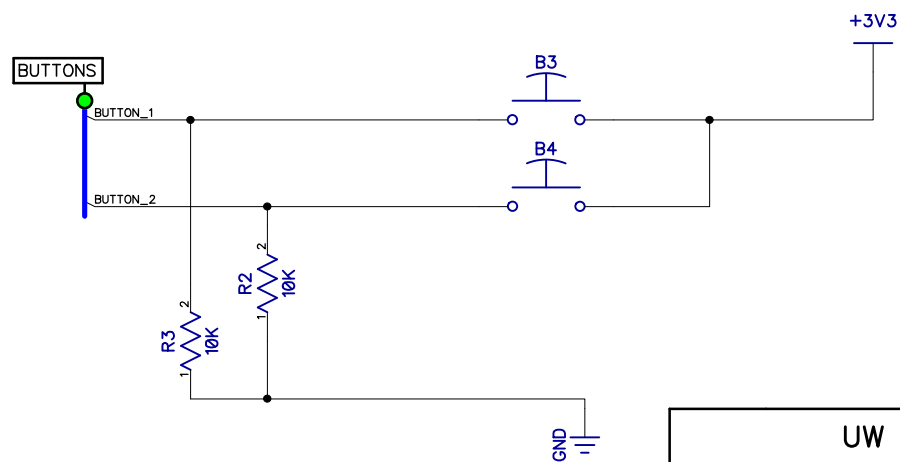 +3V3
BUTTONS
B3
BUTTON_1
B4
BUTTON_2
2
R2
10K
1
2
R3
10K
1
GND
UW